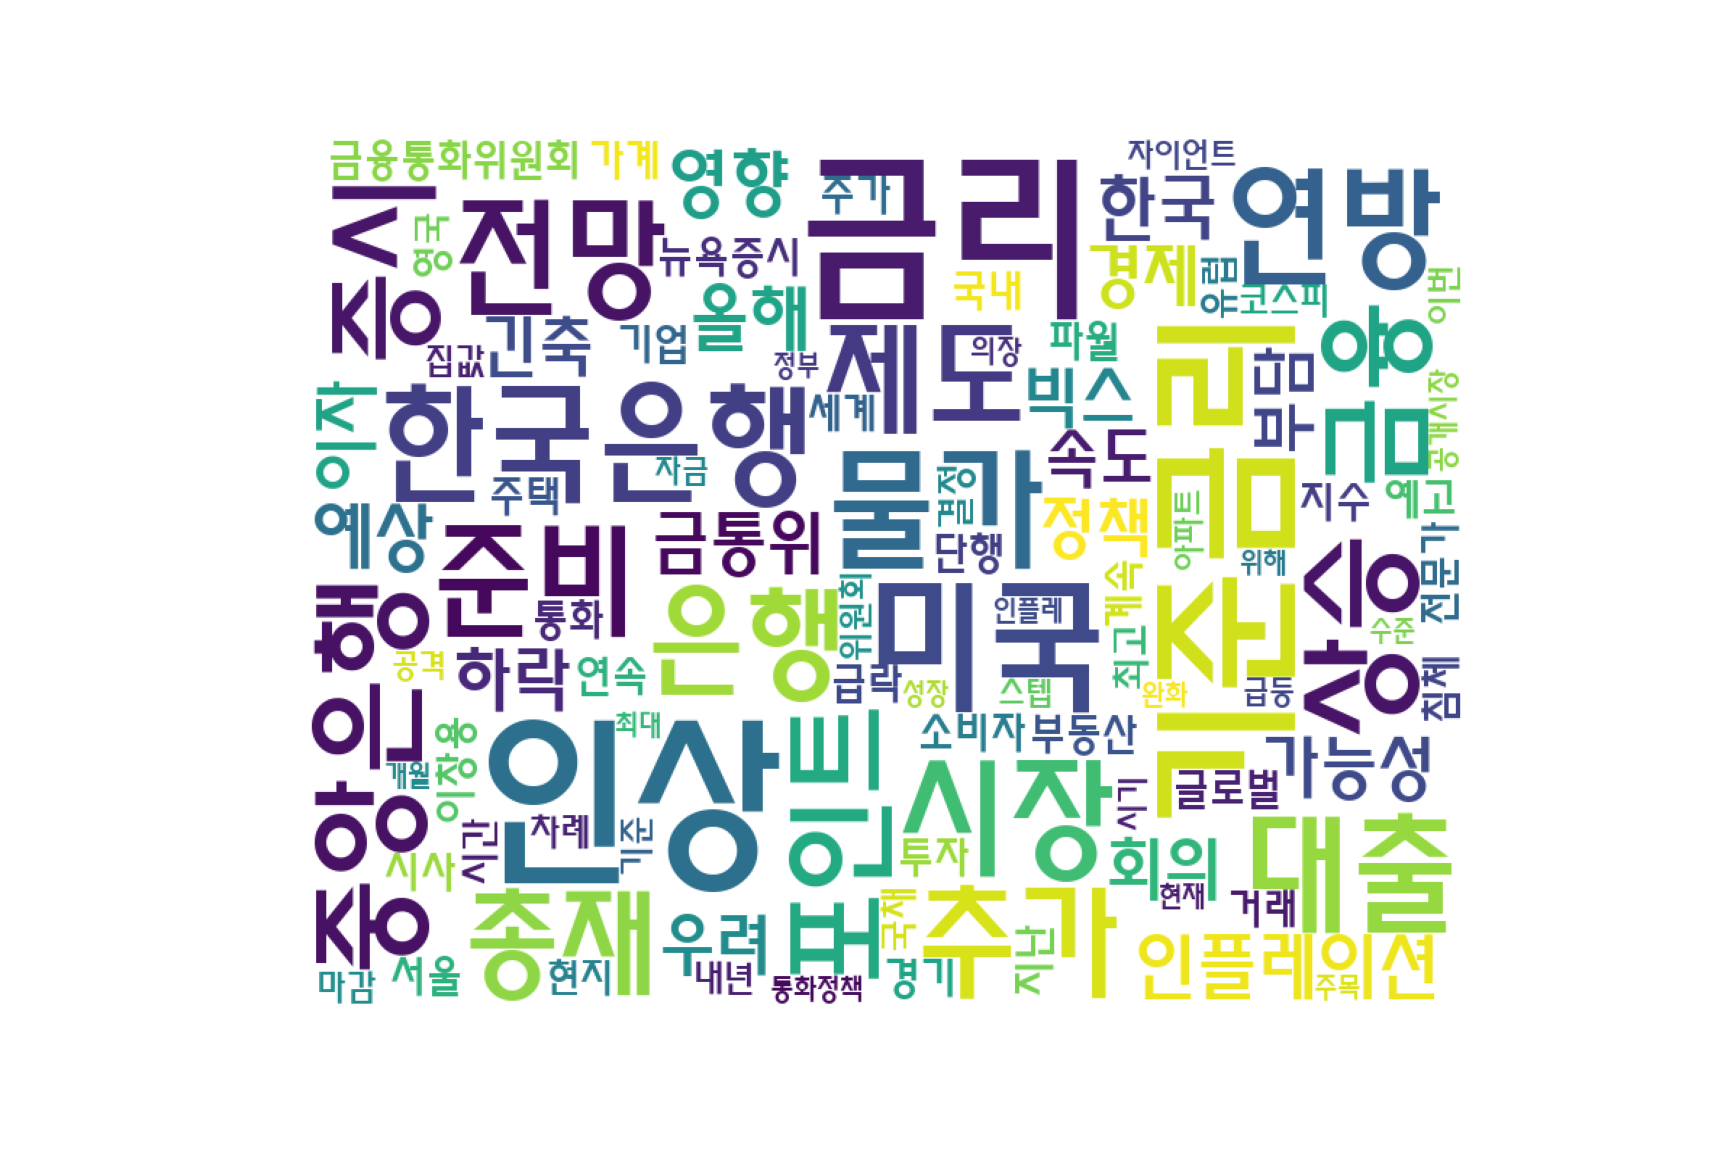 금융통화위원회
가계
영향
금리
자이언트
추가
한국
연방
증시
전망
영국
뉴욕증시
국내
경제
유럽
코스피
이번
올해
긴축
기업
집값
정부
제도
의장
파월
빅스
기준금리
부담
금융
공개시장
이자
한국은행
세계
자금
주택
속도
물가
결정
정책
아파트
지수
예고
예상
준비
금통위
단행
위해
상승
전문가
중앙은행
통화
은행
위원회
미국
인플레
계속
최고
수준
공격
하락
연속
급락
성장
스텝
완화
급등
침체
최대
개월
이창용
인상
포인트
소비자
부동산
시장
가능성
글로벌
시기
시사
시간
차례
기준
투자
회의
대출
현재
거래
총재
우려
국채
추가
지난
인플레이션
마감
서울
현지
내년
통화정책
경기
주목